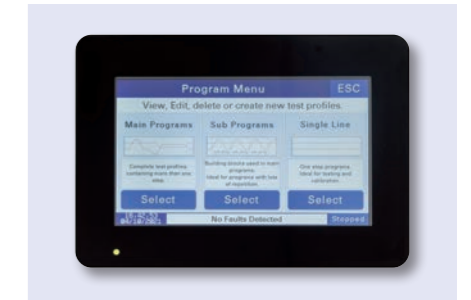 Program Menu
ESC
View, Edit, delete or create new test profiles.
Main Programs
Sub Programs
Single Line
Complete test profiles
containing more than one
step.
Building blocks used in main
programs.
Ideal for programs with lots
of repetition.
One step programs.
Ideal for testing and
calibration.
Select
Select
Select
No Faults Detected
Stopped